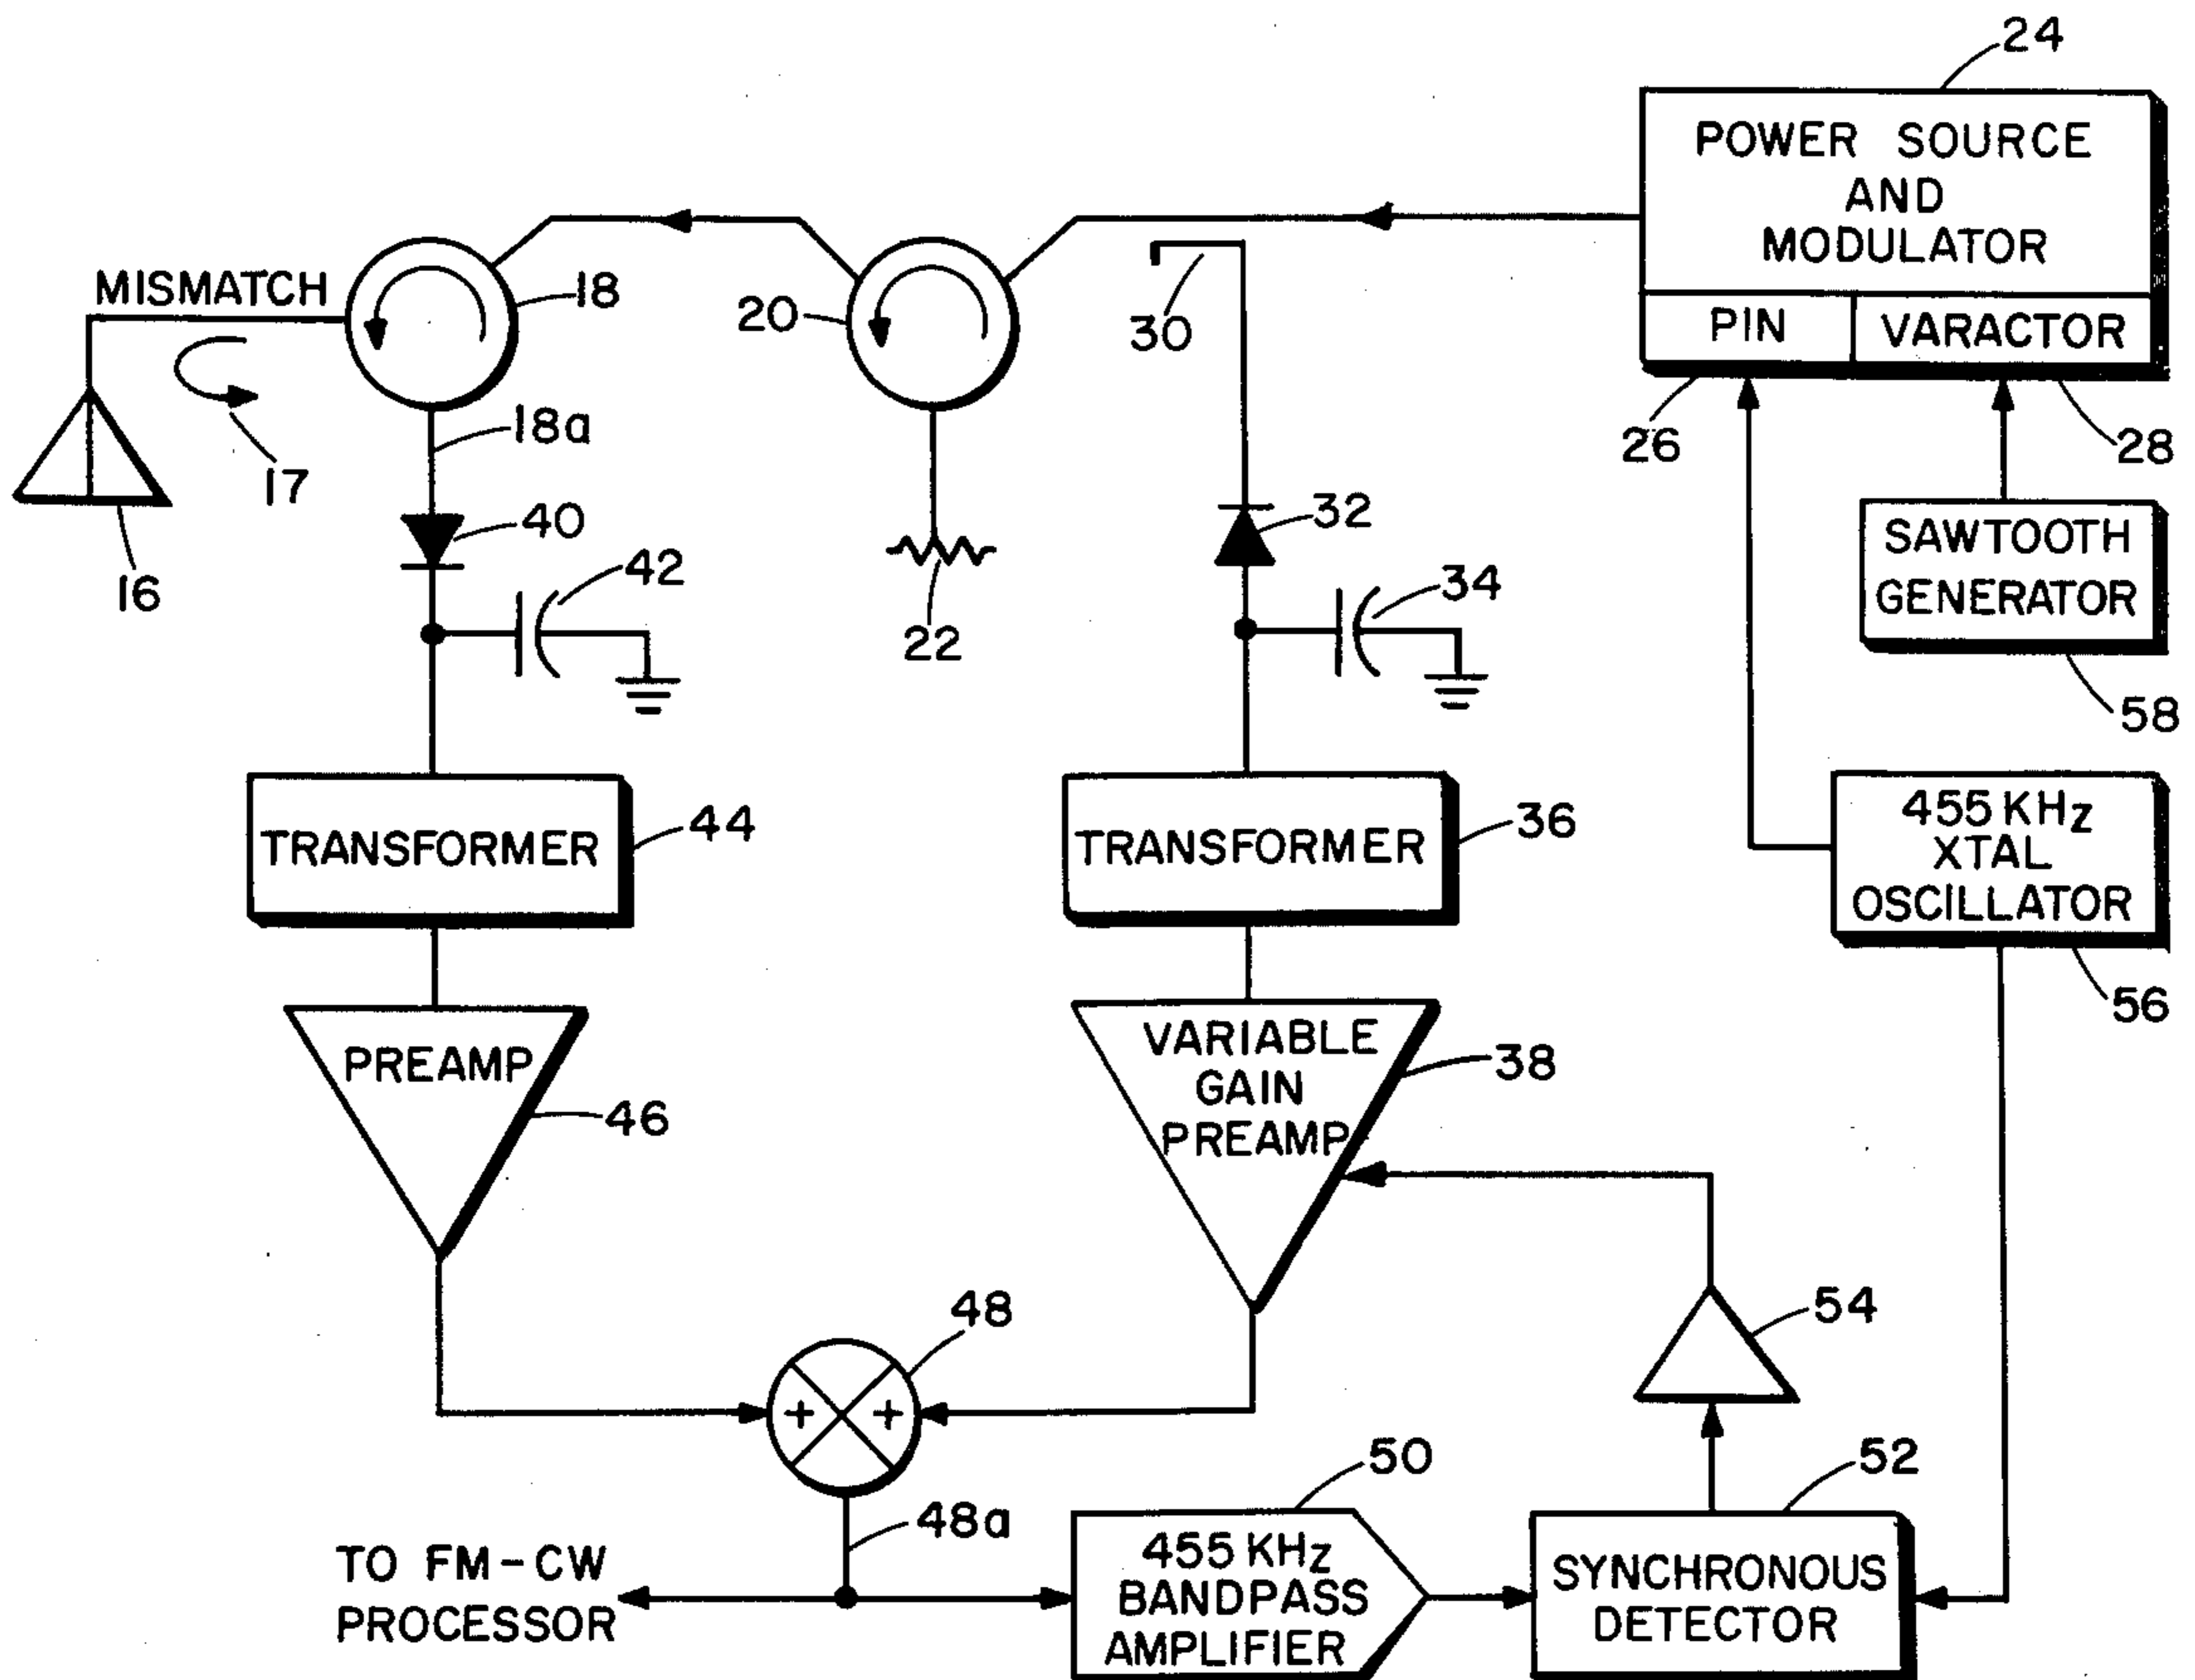 24
POWER SOURCE
AND
MODULATOR
PIN
VARACTOR
26
28
MISMATCH
18
20
30
17
18a
16
40
42
22
32
34
SAWTOOTH
GENERATOR
58
TRANSFORMER
44
TRANSFORMER
36
455 KHz
XTAL
OSCILLATOR
56
PREAMP
46
VARIABLE
GAIN
PREAMP
38
48
+ +
54
48a
50
52
TO FM-CW
PROCESSOR
455 KHz
BANDPASS
AMPLIFIER
SYNCHRONOUS
DETECTOR